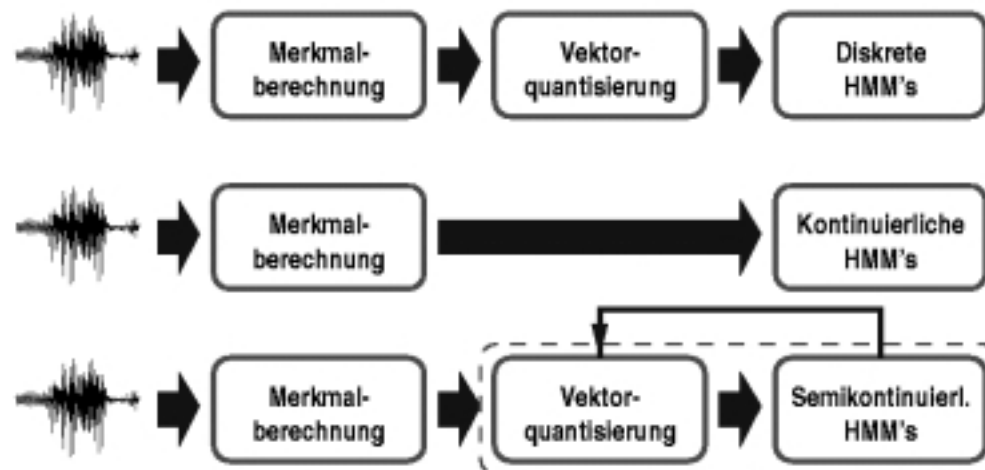 Merkmal-
berechnung
Vektor-
quantisierung
Diskrete
HMM's
Merkmal-
berechnung
Kontinuierliche
HMM's
Merkmal-
berechnung
Vektor-
quantisierung
Semikontinuierl.
HMM's